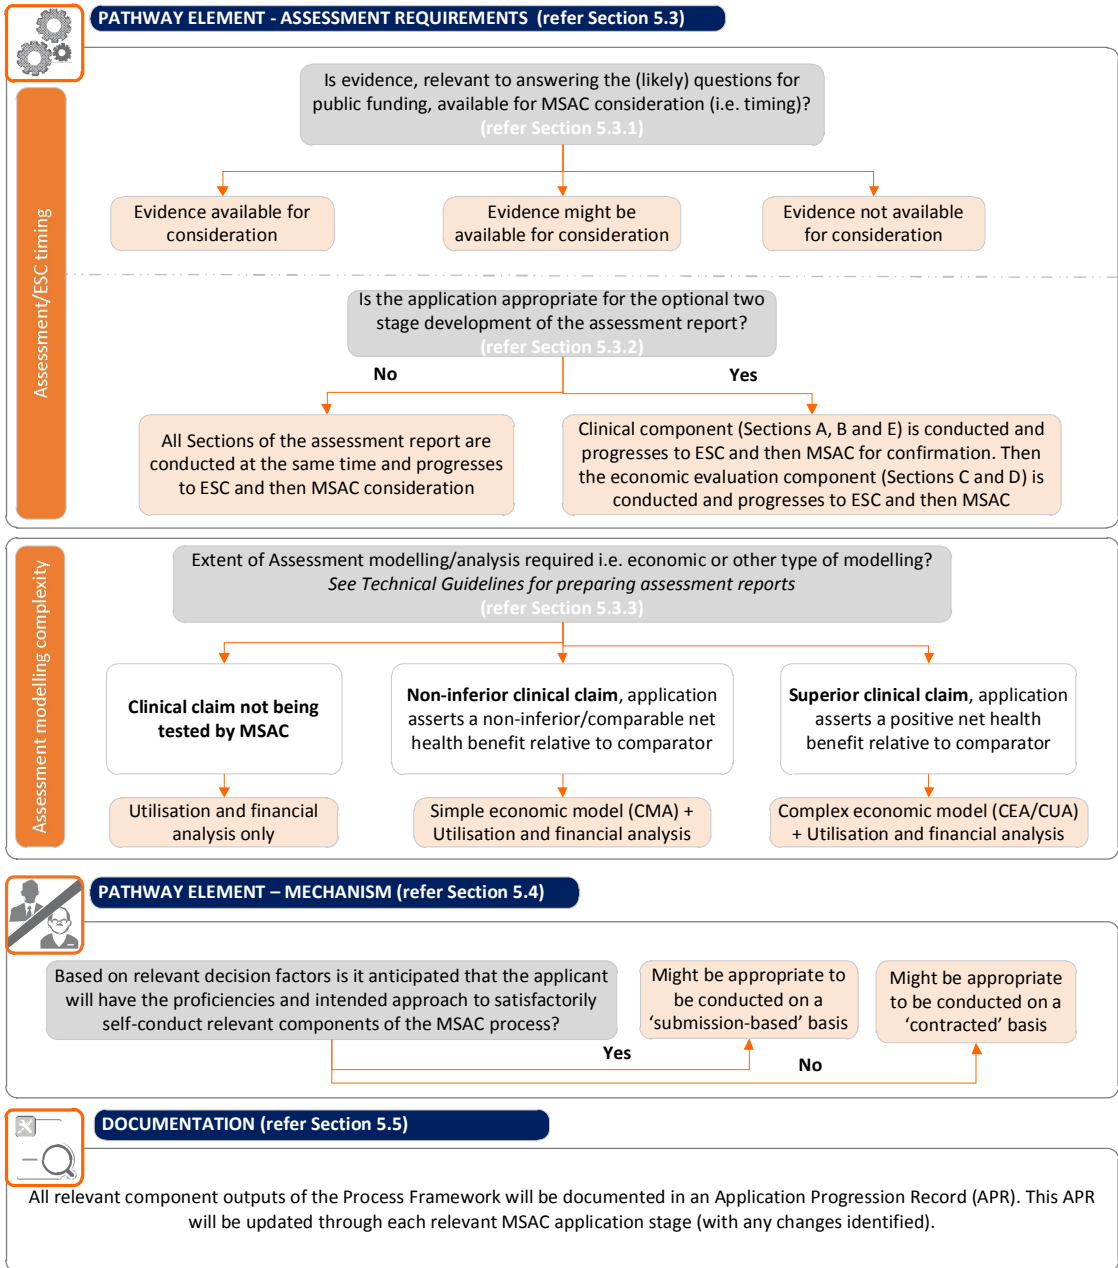 PATHWAY ELEMENT - ASSESSMENT REQUIREMENTS (refer Section 5.3)
Assessment/ESC timing
Is evidence, relevant to answering the (likely) questions for
public funding, available for MSAC consideration (i.e. timing)?
(refer Section 5.3.1)
Evidence available for
consideration
Evidence might be
available for consideration
Evidence not available
for consideration
Is the application appropriate for the optional two
stage development of the assessment report?
(refer Section 5.3.2)
No
Yes
All Sections of the assessment report are
conducted at the same time and progresses
to ESC and then MSAC consideration
Clinical component (Sections A, B and E) is conducted and
progresses to ESC and then MSAC for confirmation. Then
the economic evaluation component (Sections C and D) is
conducted and progresses to ESC and then MSAC
Assessment modelling complexity
Extent of Assessment modelling/analysis required i.e. economic or other type of modelling?
See Technical Guidelines for preparing assessment reports
(refer Section 5.3.3)
Clinical claim not being
tested by MSAC
Non-inferior clinical claim, application
asserts a non-inferior/comparable net
health benefit relative to comparator
Superior clinical claim, application
asserts a positive net health
benefit relative to comparator
Utilisation and financial
analysis only
Simple economic model (CMA) +
Utilisation and financial analysis
Complex economic model (CEA/CUA)
+ Utilisation and financial analysis
PATHWAY ELEMENT – MECHANISM (refer Section 5.4)
Based on relevant decision factors is it anticipated that the applicant
will have the proficiencies and intended approach to satisfactorily
self-conduct relevant components of the MSAC process?
Might be appropriate to
be conducted on a
‘submission-based’ basis
Might be appropriate
to be conducted on a
‘contracted’ basis
Yes
No
DOCUMENTATION (refer Section 5.5)
All relevant component outputs of the Process Framework will be documented in an Application Progression Record (APR). This APR
will be updated through each relevant MSAC application stage (with any changes identified).